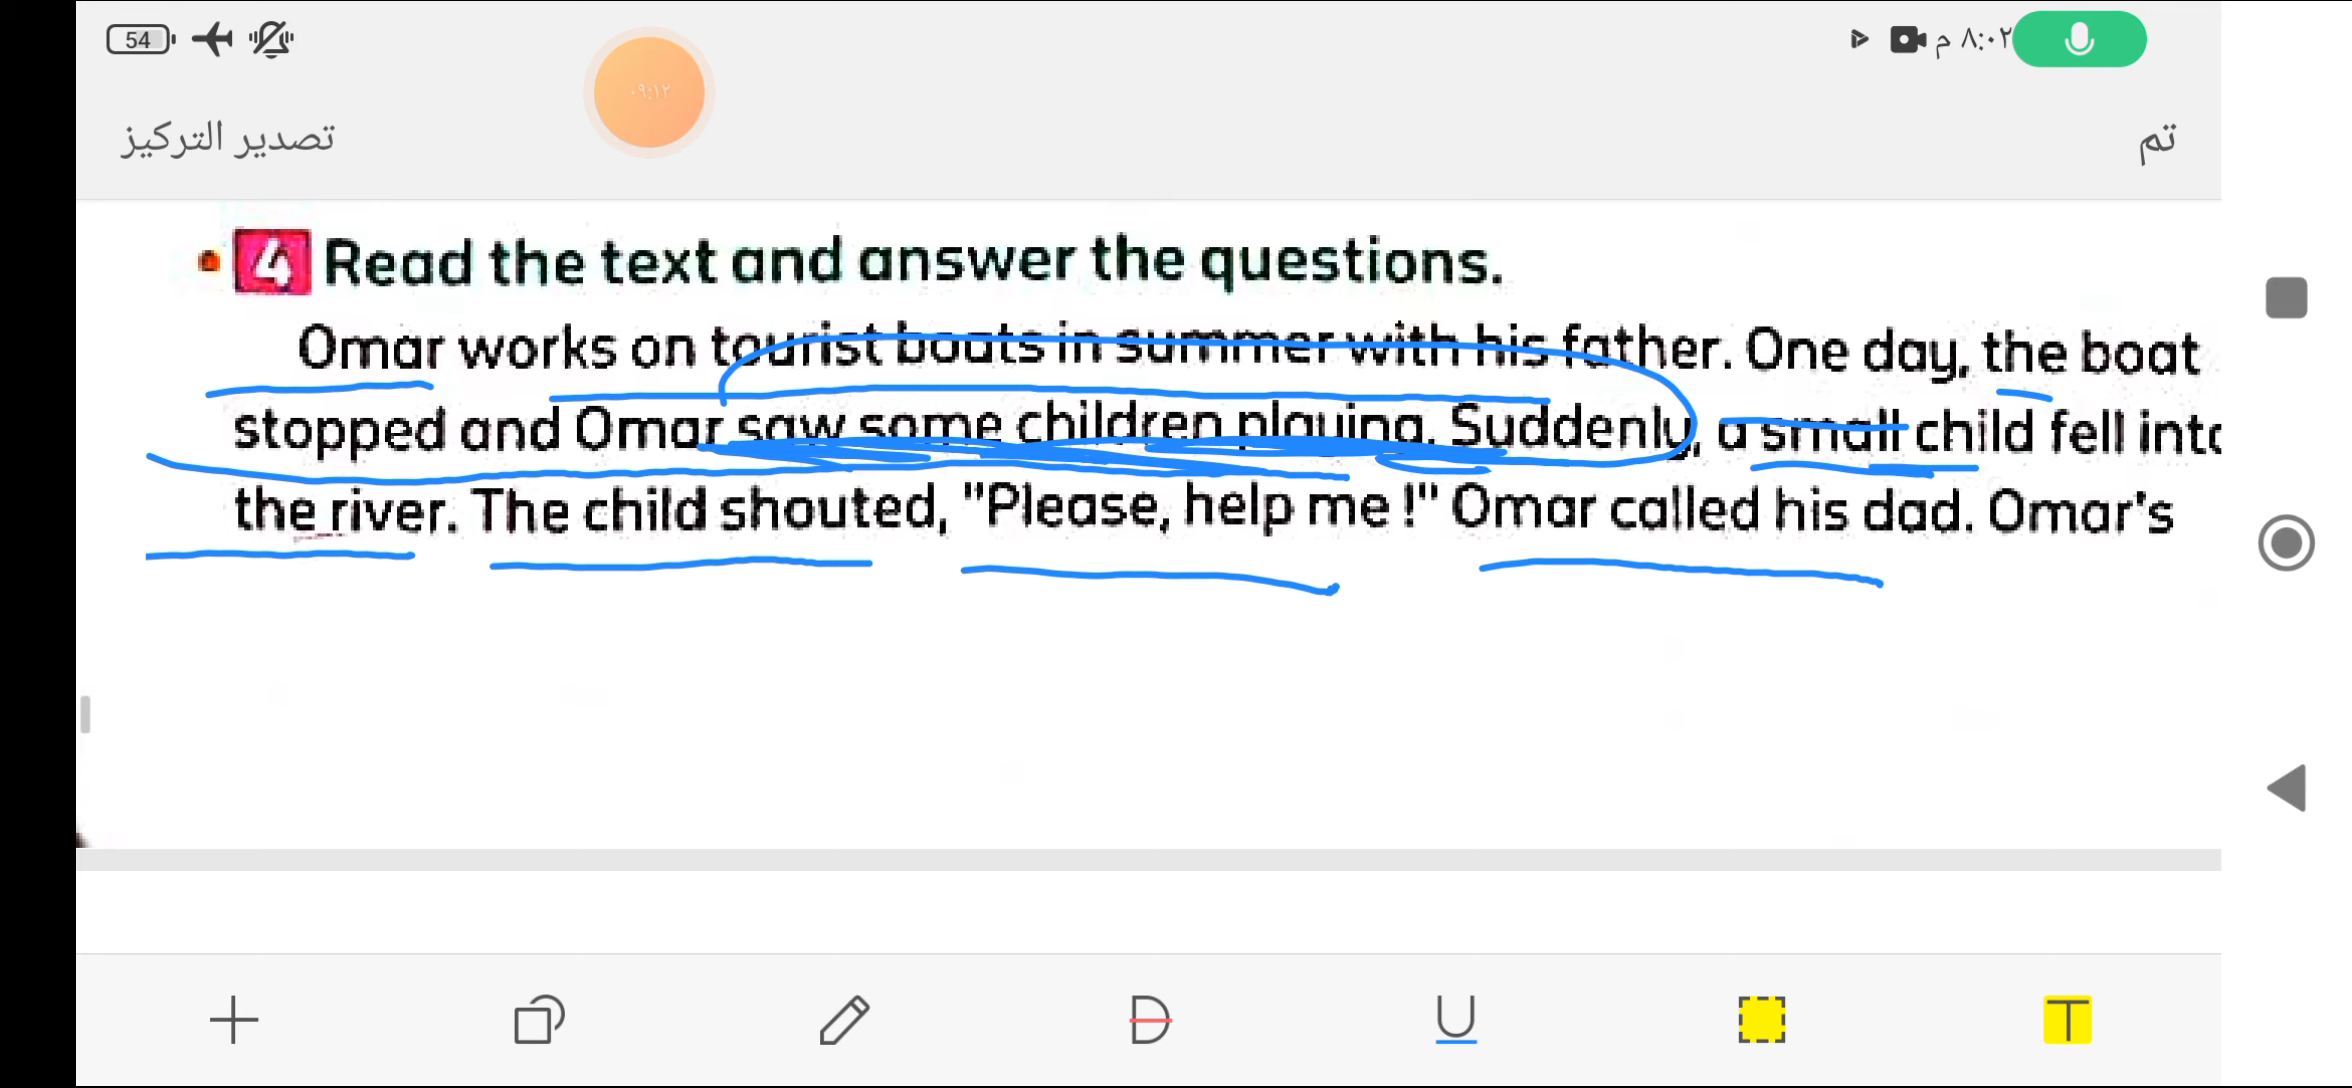 54
٠٩:١٢
٨:٠٢ م
تصدير التركيز
تم
4 Read the text and answer the questions.
Omar works on tourist boats in summer with his father. One day, the boat
stopped and Omar saw some children playing. Suddenly, a small child fell into
the river. The child shouted, "Please, help me !" Omar called his dad. Omar's